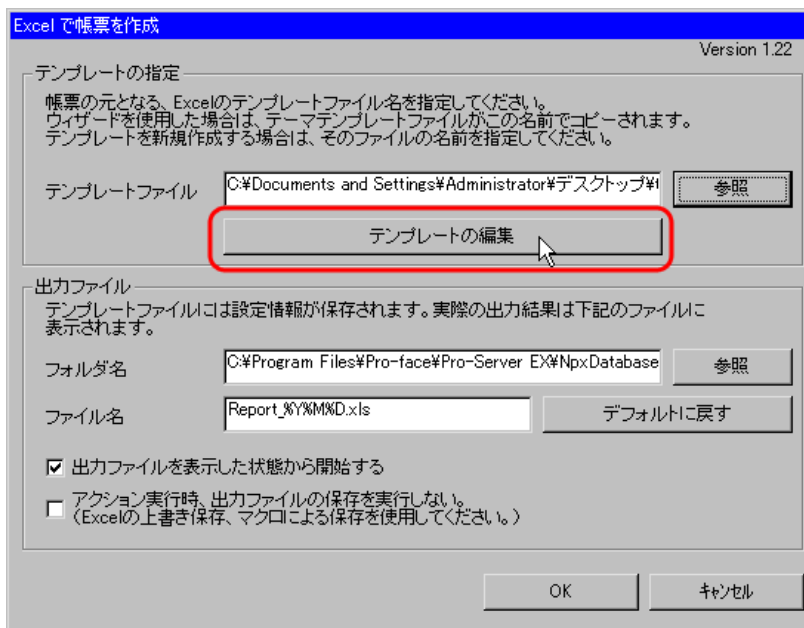 Excel で帳票を作成
Version 1.22
テンプレートの指定
帳票の元となる、Excelのテンプレートファイル名を指定してください。
ウィザードを使用した場合は、テーマテンプレートファイルがこの名前でコピーされます。
テンプレートを新規作成する場合は、そのファイルの名前を指定してください。
テンプレートファイル
C:¥Documents and Settings¥Administrator¥デスクトップ¥t
参照
テンプレートの編集
出力ファイル
テンプレートファイルには設定情報が保存されます。実際の出力結果は下記のファイルに
表示されます。
フォルダ名
C:¥Program Files¥Pro-face¥Pro-Server EX¥NpxDatabase
参照
ファイル名
Report_%Y%M%D.xls
デフォルトに戻す
出力ファイルを表示した状態から開始する
アクション実行時、出力ファイルの保存を実行しない。
（Excelの上書き保存、マクロによる保存を使用してください。）
OK
キャンセル